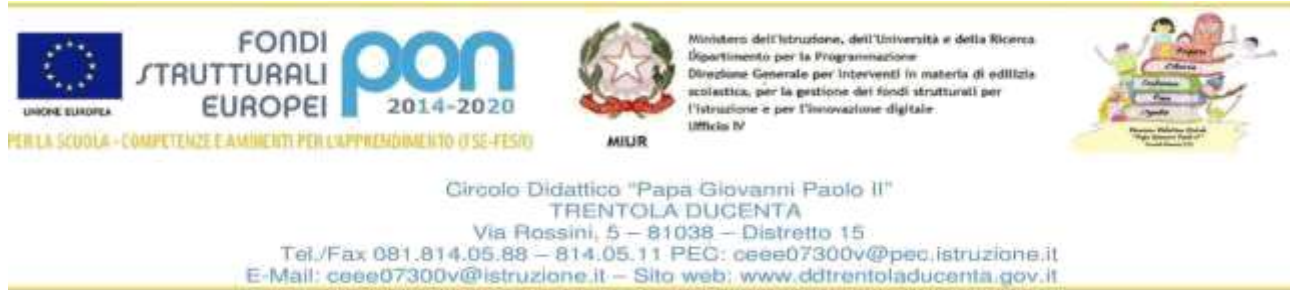 UNIONE EUROPEA
FONDI
STRUTTURALI
EUROPEI
pon
2014-2020
PER LA SCUOLA - COMPETENZE E AMBIENTI PER L'APPRENDIMENTO (FSE-FESR)
MIUR
Ministero dell'Istruzione, dell'Università e della Ricerca
Dipartimento per la Programmazione
Direzione Generale per interventi in materia di edilizia
scolastica, per la gestione dei fondi strutturali per
l'istruzione e per l'innovazione digitale
Ufficio IV
Circolo Didattico "Papa Giovanni Paolo II"
TRENTOLA DUCENTA
Via Rossini, 5 – 81038 – Distretto 15
Tel./Fax 081.814.05.88 – 814.05.11 PEC: ceee07300v@pec.istruzione.it
E-Mail: ceee07300v@istruzione.it – Sito web: www.ddtrentoladucenta.gov.it